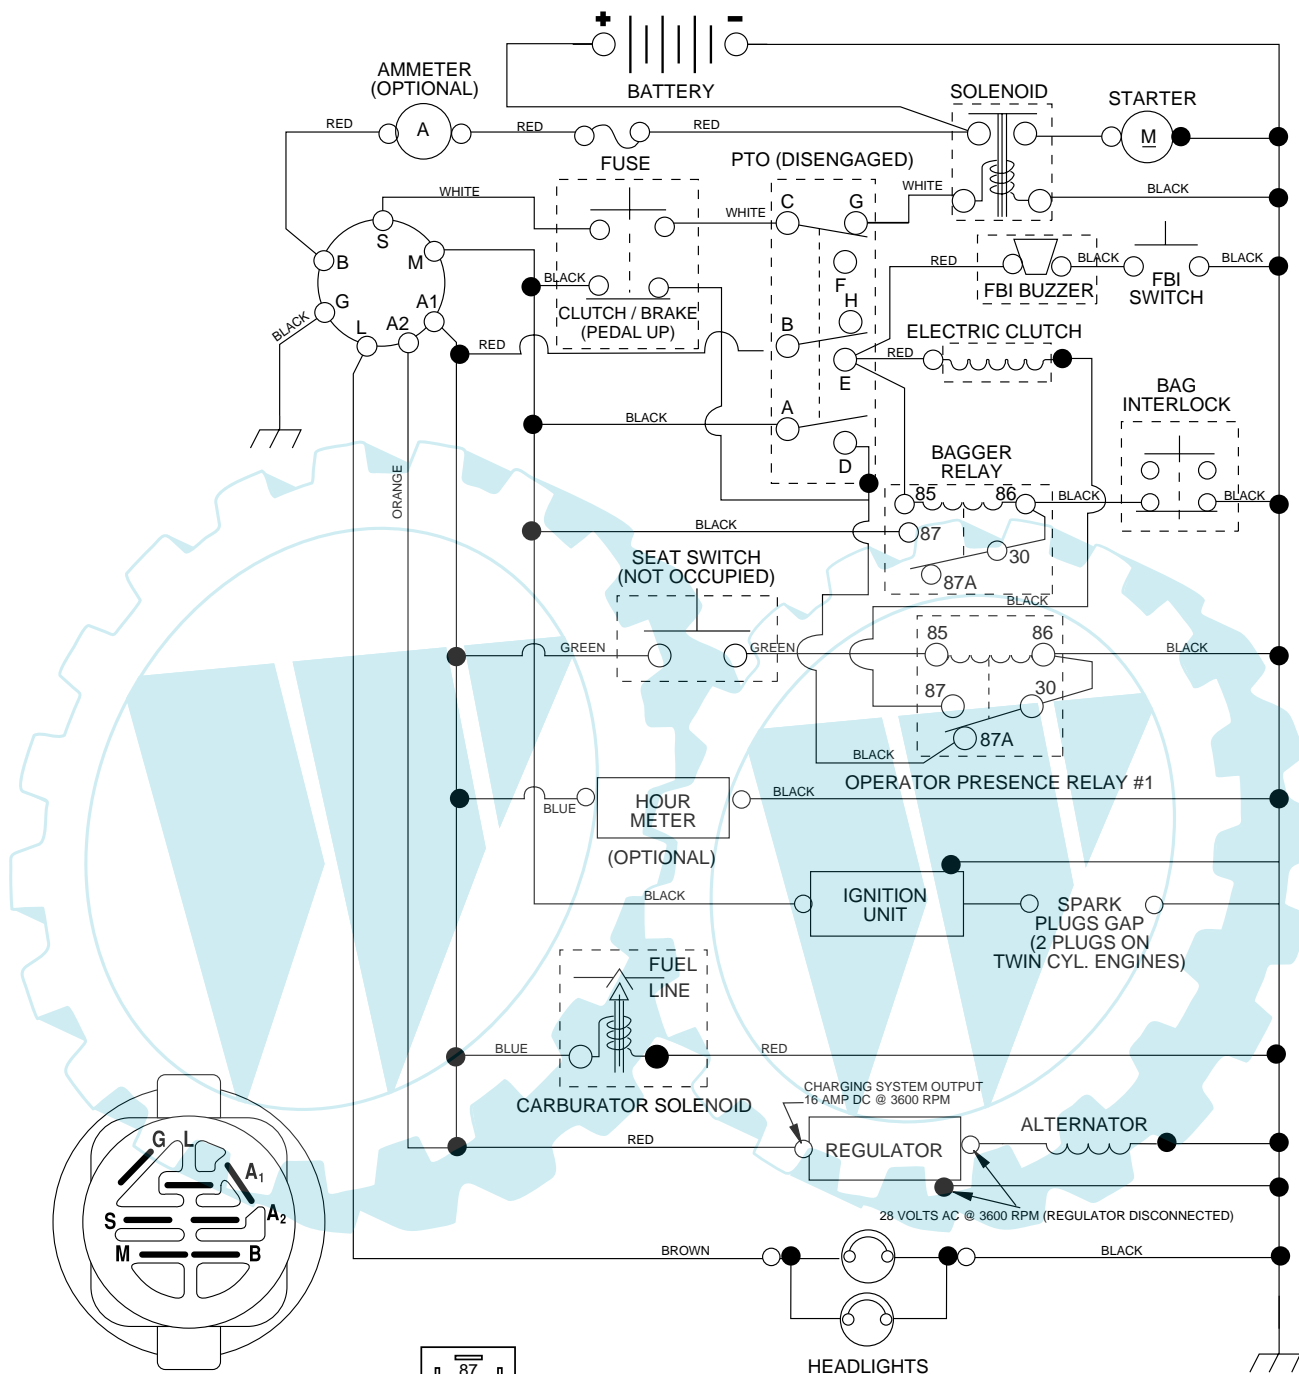 + −
BATTERY
AMMETER
(OPTIONAL)
SOLENOID
STARTER
RED
A
RED
RED
M
FUSE
PTO (DISENGAGED)
WHITE
WHITE
WHITE
BLACK
C
G
S
B
M
F
RED
BLACK
BLACK
FBI BUZZER
FBI
SWITCH
BLACK
G
A1
A2
L
H
CLUTCH / BRAKE
(PEDAL UP)
BLACK
B
ELECTRIC CLUTCH
RED
RED
E
BAG
INTERLOCK
A
BLACK
D
BAGGER
RELAY
ORANGE
85
86
BLACK
BLACK
BLACK
87
30
87A
SEAT SWITCH
(NOT OCCUPIED)
BLACK
GREEN
GREEN
85
86
BLACK
87
30
87A
BLACK
OPERATOR PRESENCE RELAY #1
BLUE
HOUR
METER
BLACK
(OPTIONAL)
BLACK
IGNITION
UNIT
SPARK
PLUGS GAP
(2 PLUGS ON
TWIN CYL. ENGINES)
FUEL
LINE
BLUE
RED
CARBURATOR SOLENOID
CHARGING SYSTEM OUTPUT
16 AMP DC @ 3600 RPM
RED
REGULATOR
ALTERNATOR
28 VOLTS AC @ 3600 RPM (REGULATOR DISCONNECTED)
G L
A1
A2
S
M
B
BROWN
BLACK
HEADLIGHTS
87